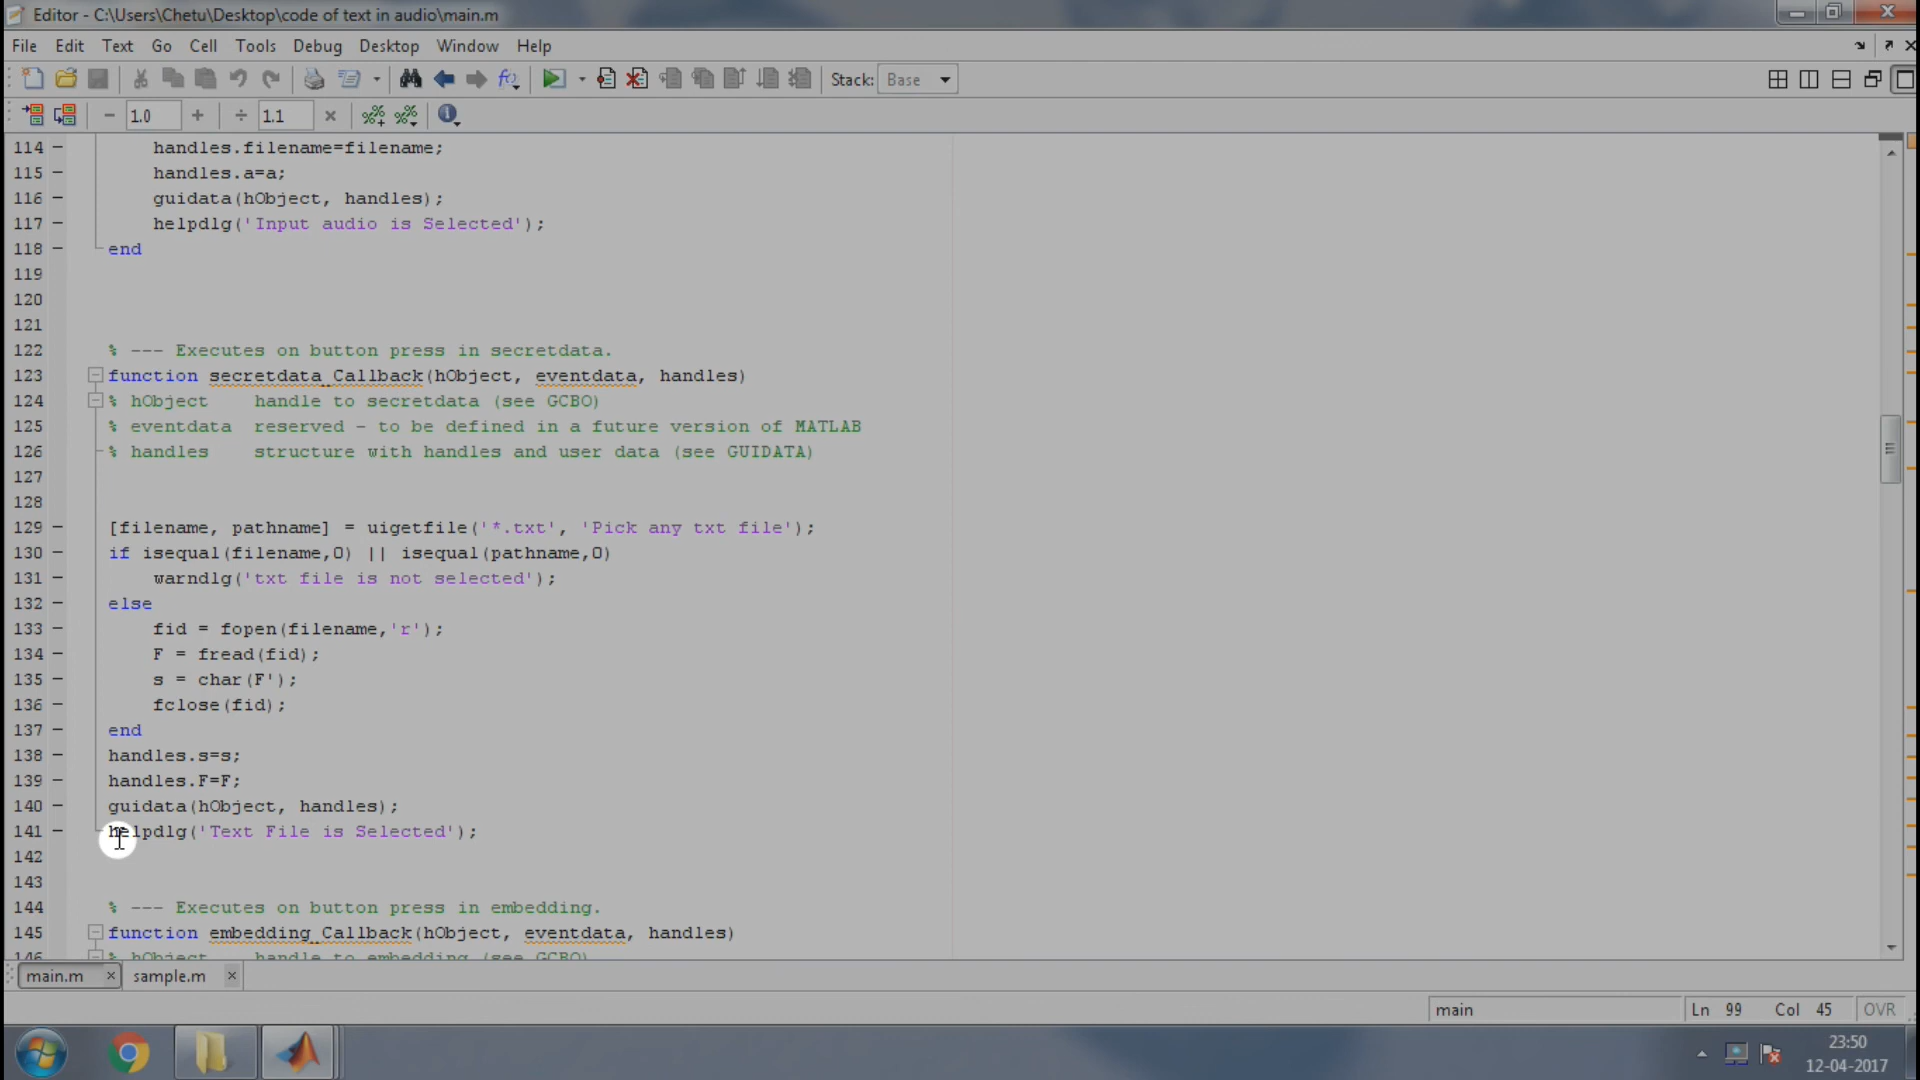 Editor - C:\Users\Chetu\Desktop\code of text in audio\main.m
File Edit Text Go Cell Tools Debug Desktop Window Help
Stack: Base
− 1.0 + ÷ 1.1 ×
114 − handles.filename=filename;
115 − handles.a=a;
116 − guidata(hObject, handles);
117 − helpdlg('Input audio is Selected');
118 − end
119
120
121
122 % --- Executes on button press in secretdata.
123 function secretdata_Callback(hObject, eventdata, handles)
124 % hObject    handle to secretdata (see GCBO)
125 % eventdata  reserved - to be defined in a future version of MATLAB
126 % handles    structure with handles and user data (see GUIDATA)
127
128
129 − [filename, pathname] = uigetfile('*.txt', 'Pick any txt file');
130 − if isequal(filename,0) || isequal(pathname,0)
131 − warndlg('txt file is not selected');
132 − else
133 − fid = fopen(filename,'r');
134 − F = fread(fid);
135 − s = char(F');
136 − fclose(fid);
137 − end
138 − handles.s=s;
139 − handles.F=F;
140 − guidata(hObject, handles);
141 − helpdlg('Text File is Selected');
142
143
144 % --- Executes on button press in embedding.
145 function embedding_Callback(hObject, eventdata, handles)
146 % hObject    handle to embedding (see GCBO)
main.m × sample.m ×
main Ln 99 Col 45 OVR
23:50
12-04-2017